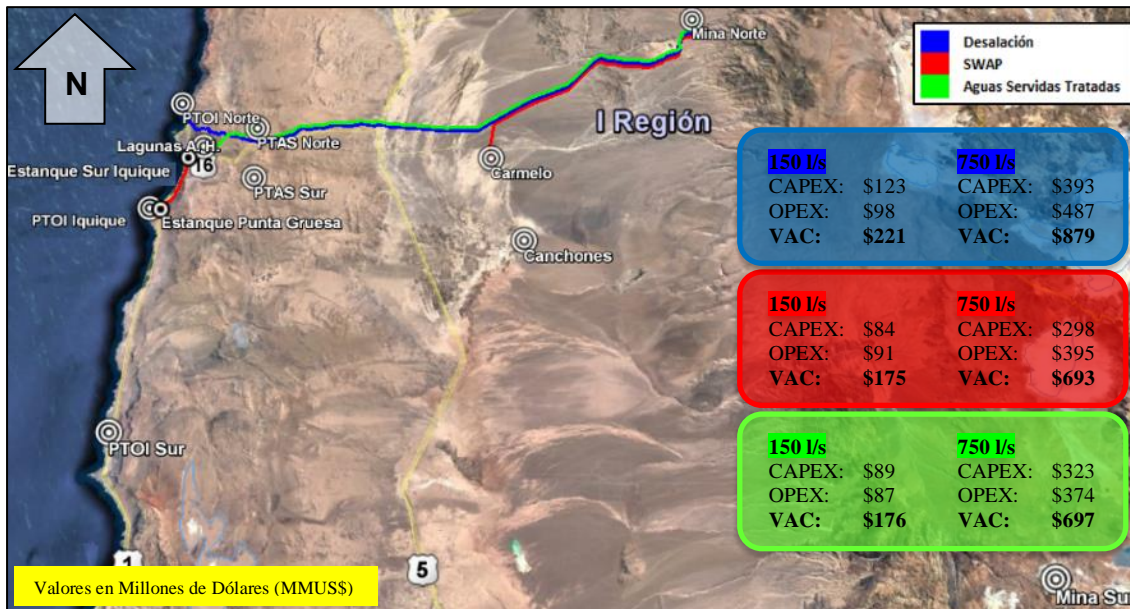 N
Mina Norte
Desalación
SWAP
Aguas Servidas Tratadas
PTOI Norte
I Región
Lagunas A.H.
PTAS Norte
16
Estanque Sur Iquique
Carmelo
PTAS Sur
PTOI Iquique
Estanque Punta Gruesa
Canchones
150 l/s 750 l/s
CAPEX: $123 CAPEX: $393
OPEX: $98 OPEX: $487
VAC: $221 VAC: $879
150 l/s 750 l/s
CAPEX: $84 CAPEX: $298
OPEX: $91 OPEX: $395
VAC: $175 VAC: $693
PTOI Sur
150 l/s 750 l/s
CAPEX: $89 CAPEX: $323
OPEX: $87 OPEX: $374
VAC: $176 VAC: $697
1
5
Valores en Millones de Dólares (MMUS$)
Mina Su